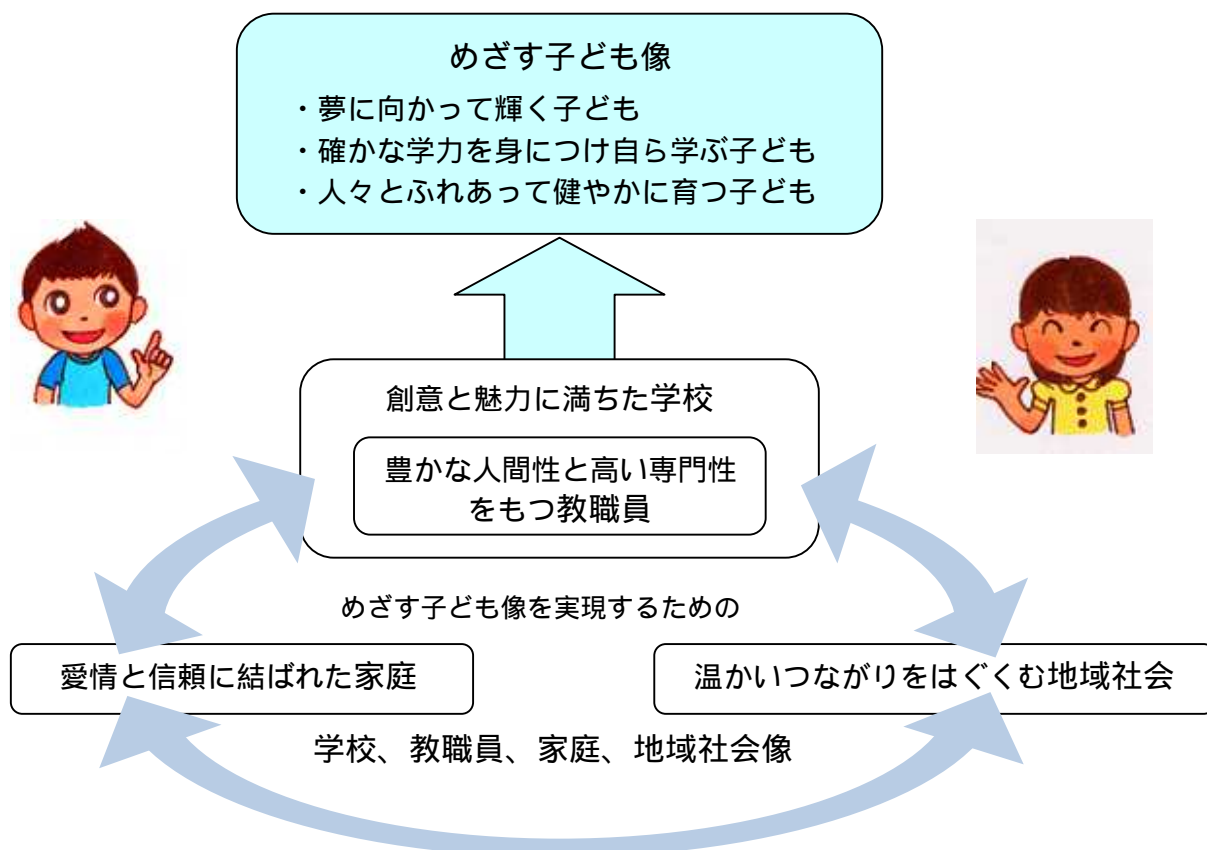 めざす子ども像
・夢に向かって輝く子ども
・確かな学力を身につけ自ら学ぶ子ども
・人々とふれあって健やかに育つ子ども
創意と魅力に満ちた学校
豊かな人間性と高い専門性
をもつ教職員
めざす子ども像を実現するための
愛情と信頼に結ばれた家庭
温かいつながりをはぐくむ地域社会
学校、教職員、家庭、地域社会像